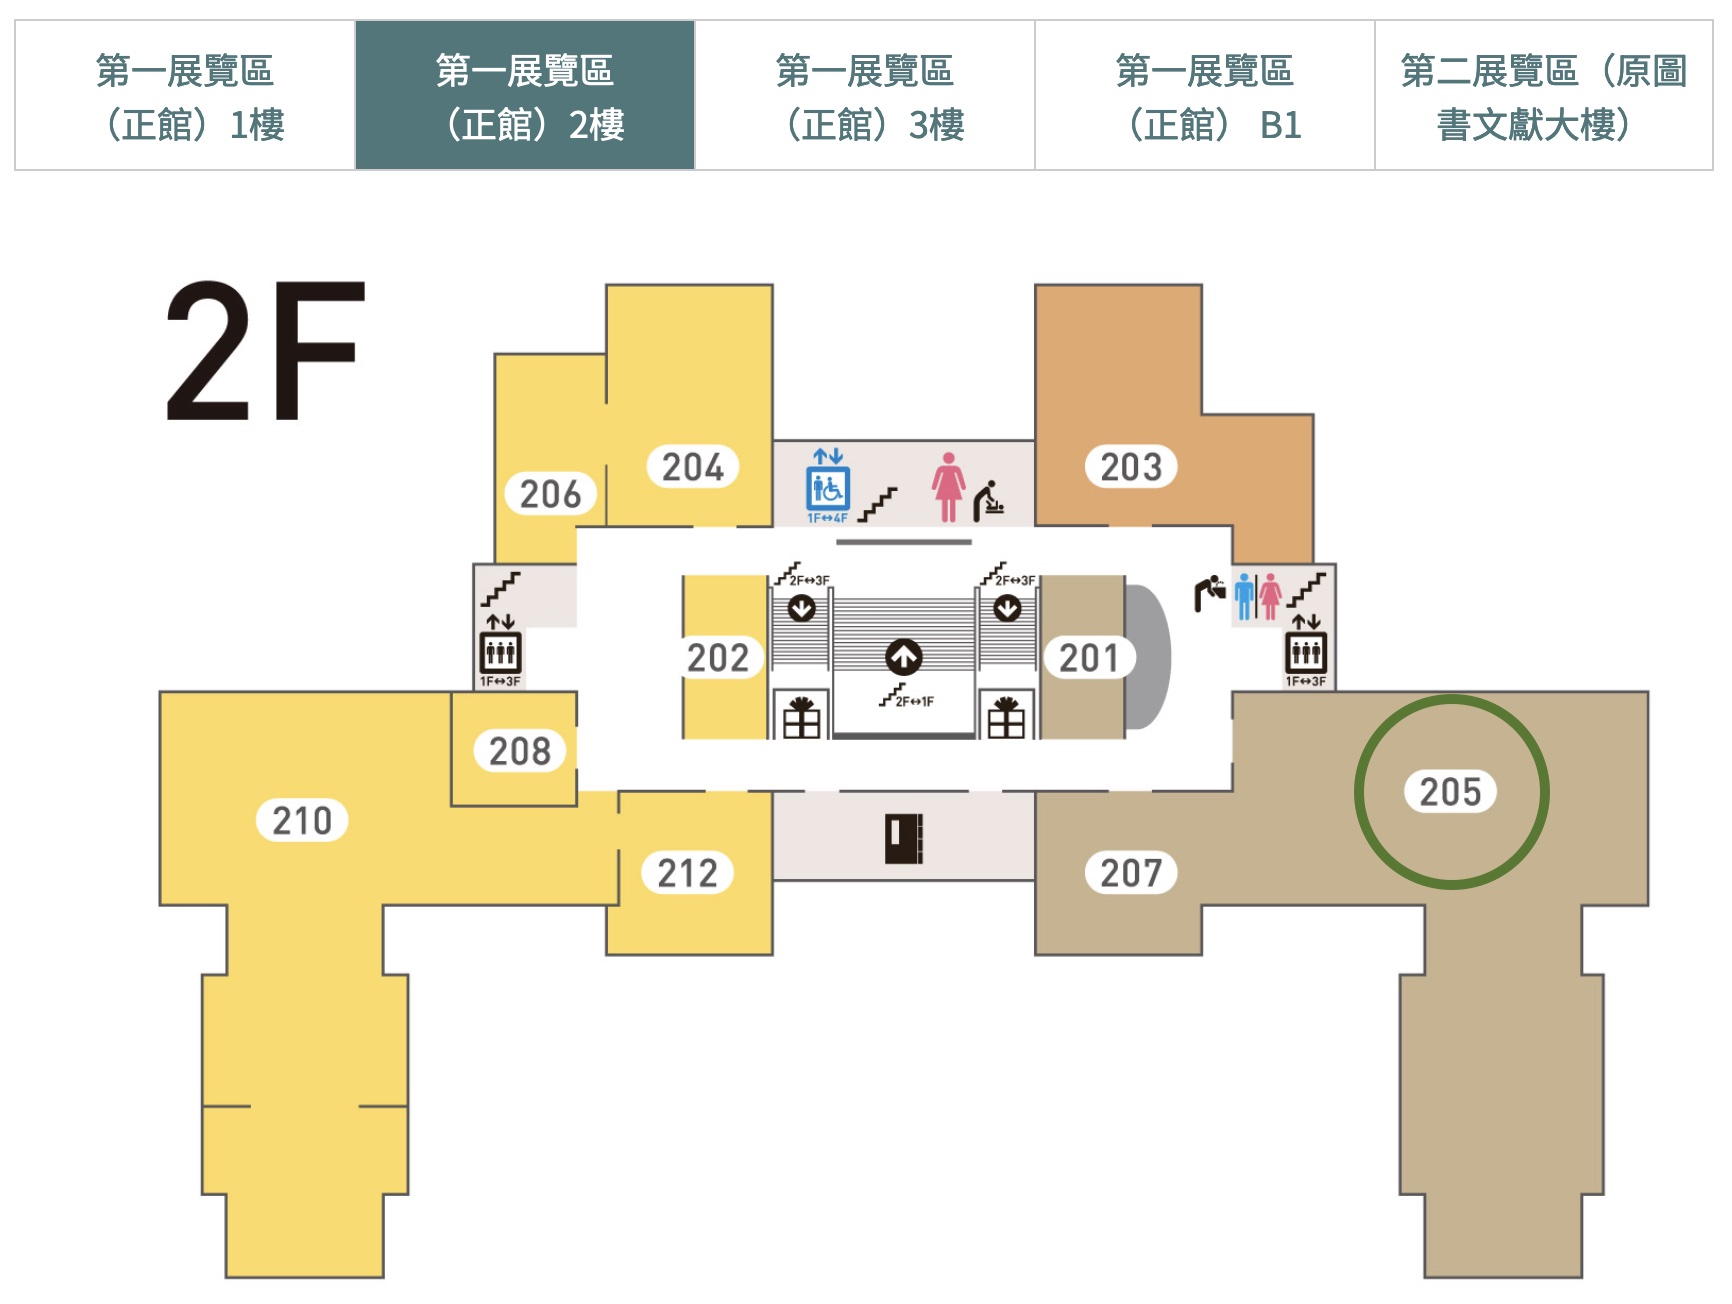 第一展覽區
（正館）1樓
第一展覽區
（正館）2樓
第一展覽區
（正館）3樓
第一展覽區
（正館） B1
第二展覽區（原圖
書文獻大樓）
2F
204
203
206
1F↔4F
2F↔3F
2F↔3F
202
201
1F↔3F
1F↔3F
2F↔1F
208
205
210
212
207